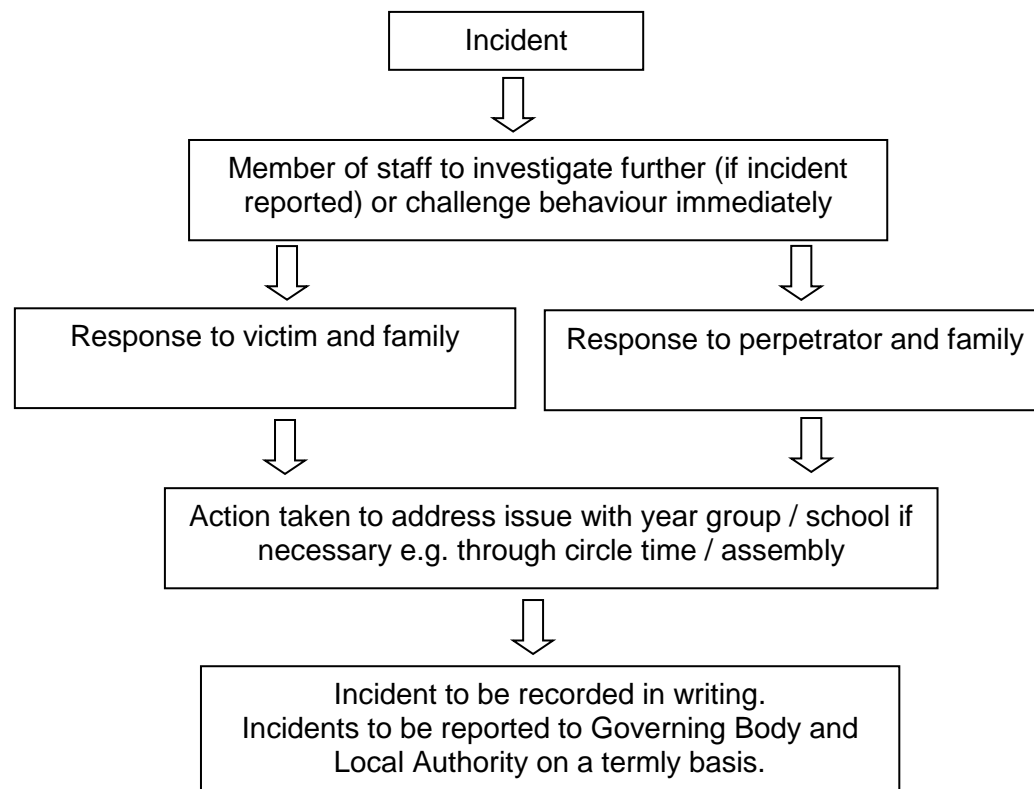 Incident
Member of staff to investigate further (if incident
reported) or challenge behaviour immediately
Response to victim and family
Response to perpetrator and family
Action taken to address issue with year group / school if
necessary e.g. through circle time / assembly
Incident to be recorded in writing.
Incidents to be reported to Governing Body and
Local Authority on a termly basis.